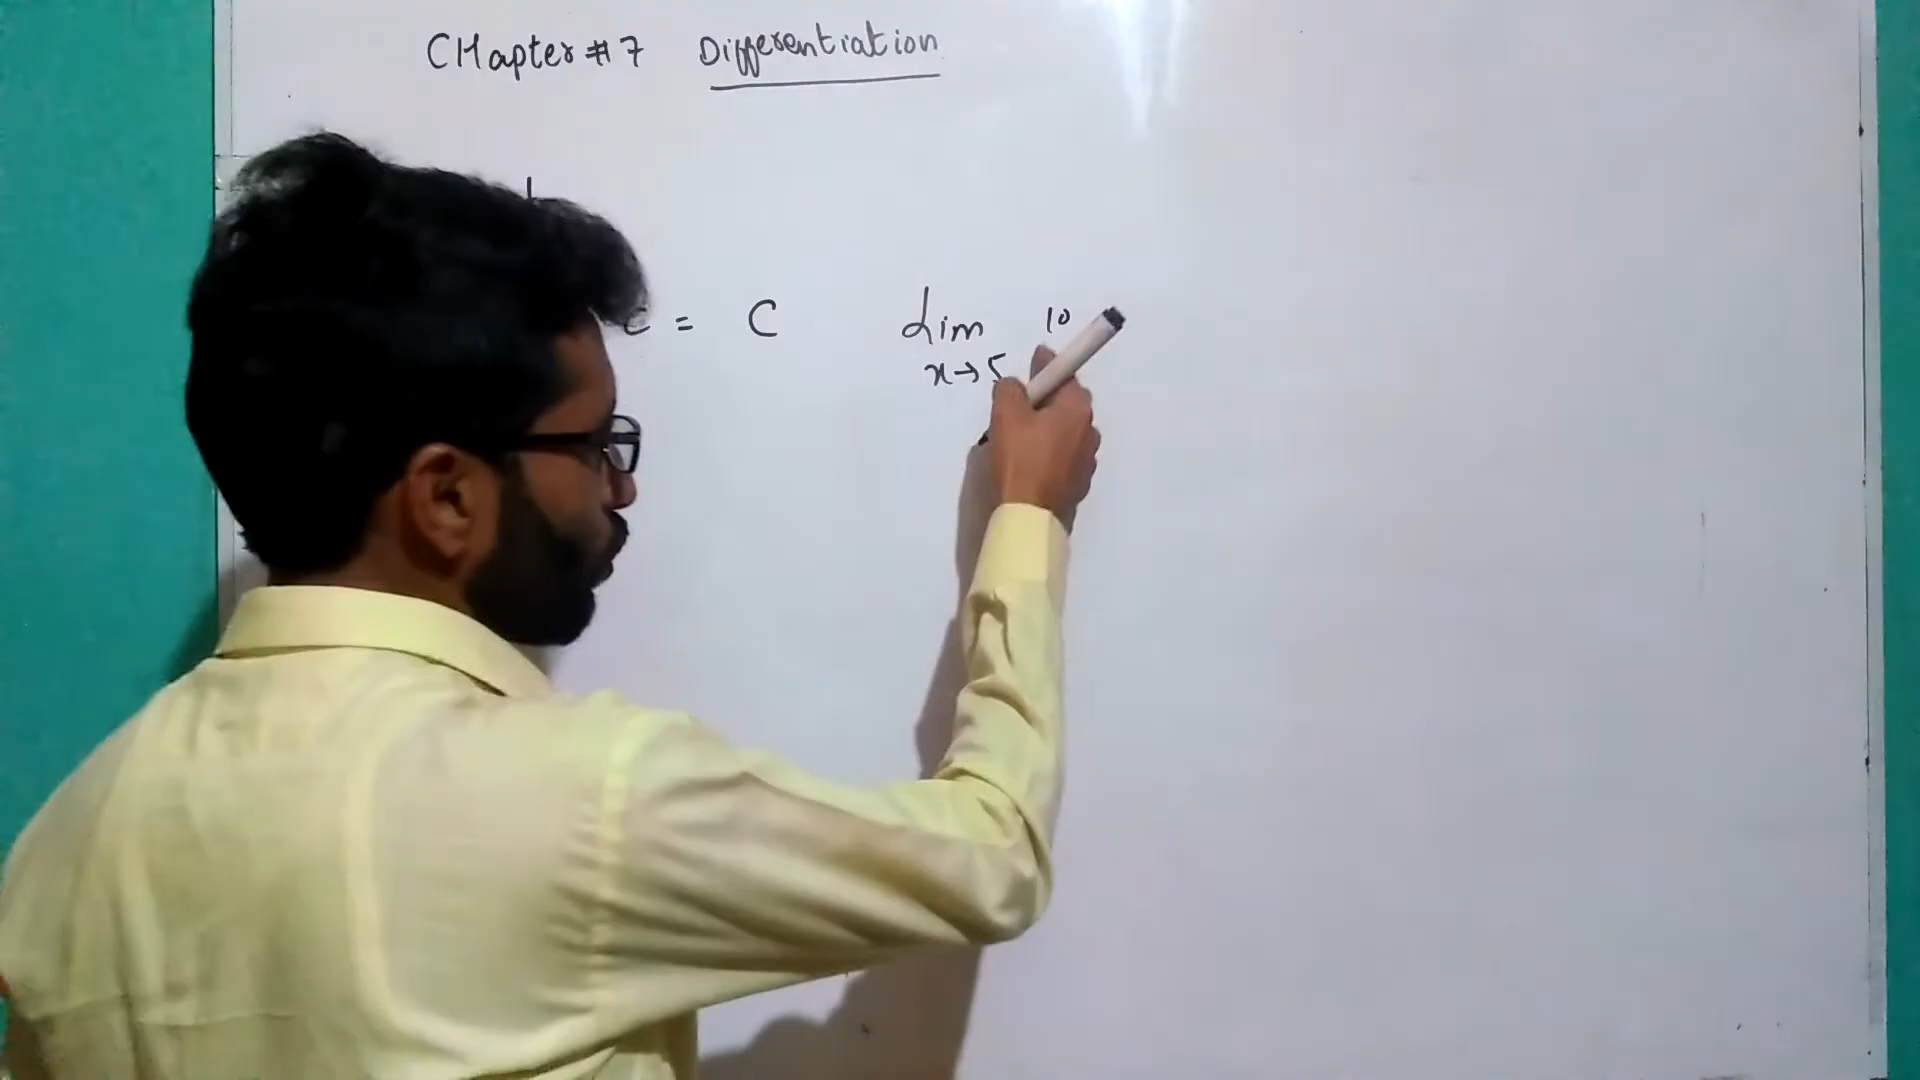 CHapter # 7 Differentiation
c = C Lim 10
x→5